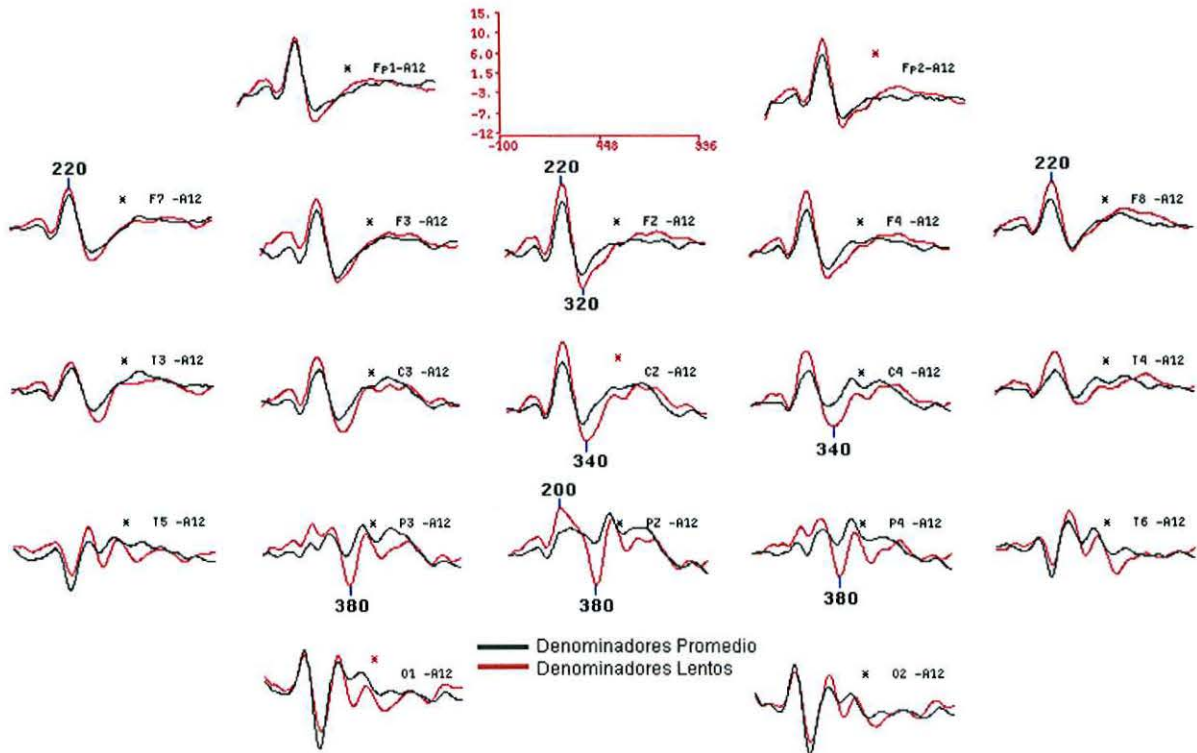 15.
10.
6.0
1.5
-3.
-7.
-12
-100 448 996
* Fp1-A12
* Fp2-A12
220
* F7 -A12
* F3 -A12
220
* FZ -A12
320
* F4 -A12
220
* F8 -A12
* T3 -A12
* C3 -A12
* CZ -A12
340
* C4 -A12
340
* T4 -A12
* T5 -A12
* P3 -A12
380
200
* PZ -A12
380
* P4 -A12
380
* T6 -A12
* O1 -A12
Denominadores Promedio
Denominadores Lentos
* O2 -A12